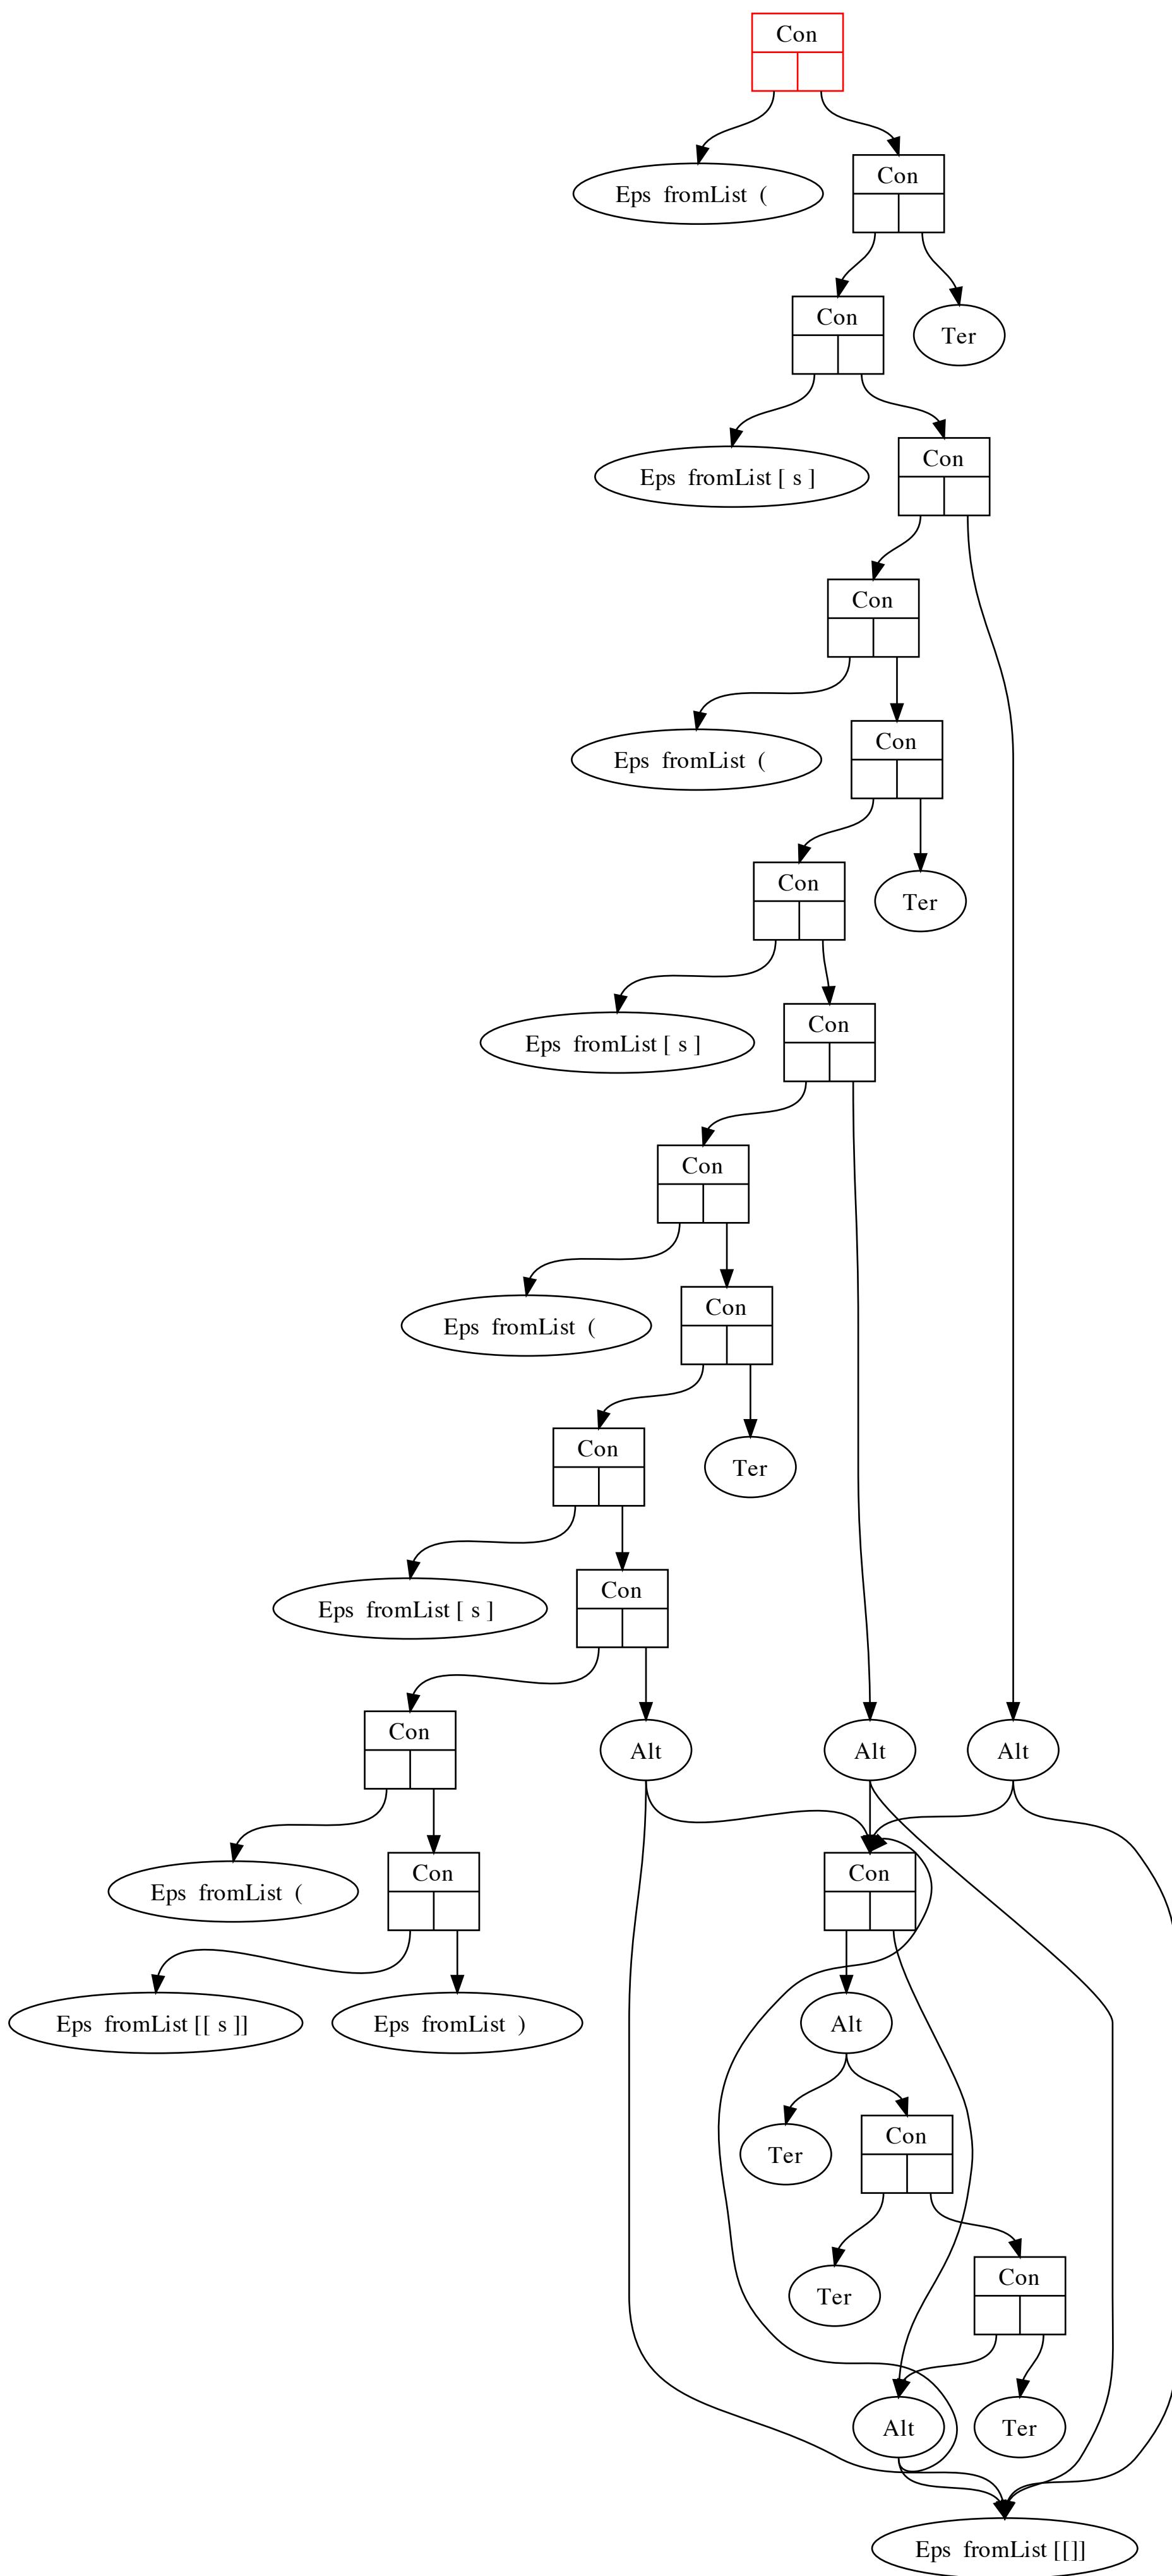 Con
Eps fromList (
Con
Con
Ter
Eps fromList [ s ]
Con
Con
Eps fromList (
Con
Con
Ter
Eps fromList [ s ]
Con
Con
Eps fromList (
Con
Con
Ter
Eps fromList [ s ]
Con
Con
Alt
Alt
Alt
Eps fromList (
Con
Con
Eps fromList [[ s ]]
Eps fromList )
Alt
Ter
Con
Ter
Con
Alt
Ter
Eps fromList [[]]